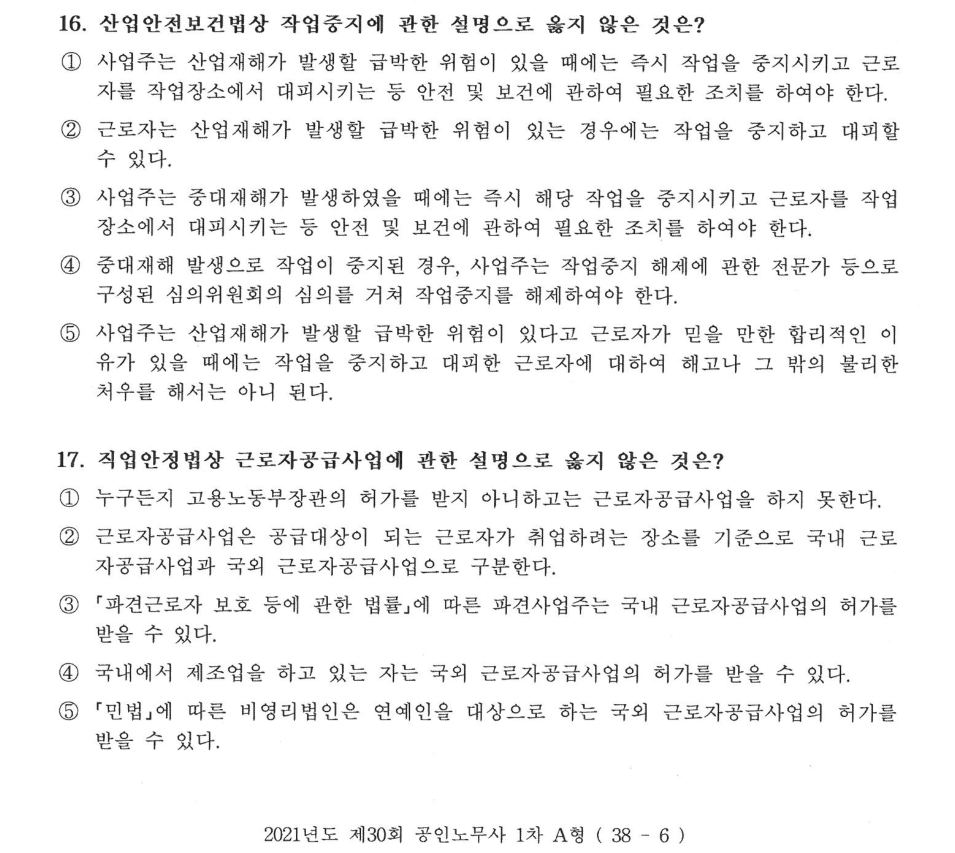 16. 산업안전보건법상 작업중지에 관한 설명으로 옳지 않은 것은?
① 사업주는 산업재해가 발생할 급박한 위험이 있을 때에는 즉시 작업을 중지시키고 근로
자를 작업장소에서 대피시키는 등 안전 및 보건에 관하여 필요한 조치를 하여야 한다.
② 근로자는 산업재해가 발생할 급박한 위험이 있는 경우에는 작업을 중지하고 대피할
수 있다.
③ 사업주는 중대재해가 발생하였을 때에는 즉시 해당 작업을 중지시키고 근로자를 작업
장소에서 대피시키는 등 안전 및 보건에 관하여 필요한 조치를 하여야 한다.
④ 중대재해 발생으로 작업이 중지된 경우, 사업주는 작업중지 해제에 관한 전문가 등으로
구성된 심의위원회의 심의를 거쳐 작업중지를 해제하여야 한다.
⑤ 사업주는 산업재해가 발생할 급박한 위험이 있다고 근로자가 믿을 만한 합리적인 이
유가 있을 때에는 작업을 중지하고 대피한 근로자에 대하여 해고나 그 밖의 불리한
처우를 해서는 아니 된다.
17. 직업안정법상 근로자공급사업에 관한 설명으로 옳지 않은 것은?
① 누구든지 고용노동부장관의 허가를 받지 아니하고는 근로자공급사업을 하지 못한다.
② 근로자공급사업은 공급대상이 되는 근로자가 취업하려는 장소를 기준으로 국내 근로
자공급사업과 국외 근로자공급사업으로 구분한다.
③ 「파견근로자 보호 등에 관한 법률」에 따른 파견사업주는 국내 근로자공급사업의 허가를
받을 수 있다.
④ 국내에서 제조업을 하고 있는 자는 국외 근로자공급사업의 허가를 받을 수 있다.
⑤ 「민법」에 따른 비영리법인은 연예인을 대상으로 하는 국외 근로자공급사업의 허가를
받을 수 있다.
2021년도 제30회 공인노무사 1차 A형 ( 38 - 6 )